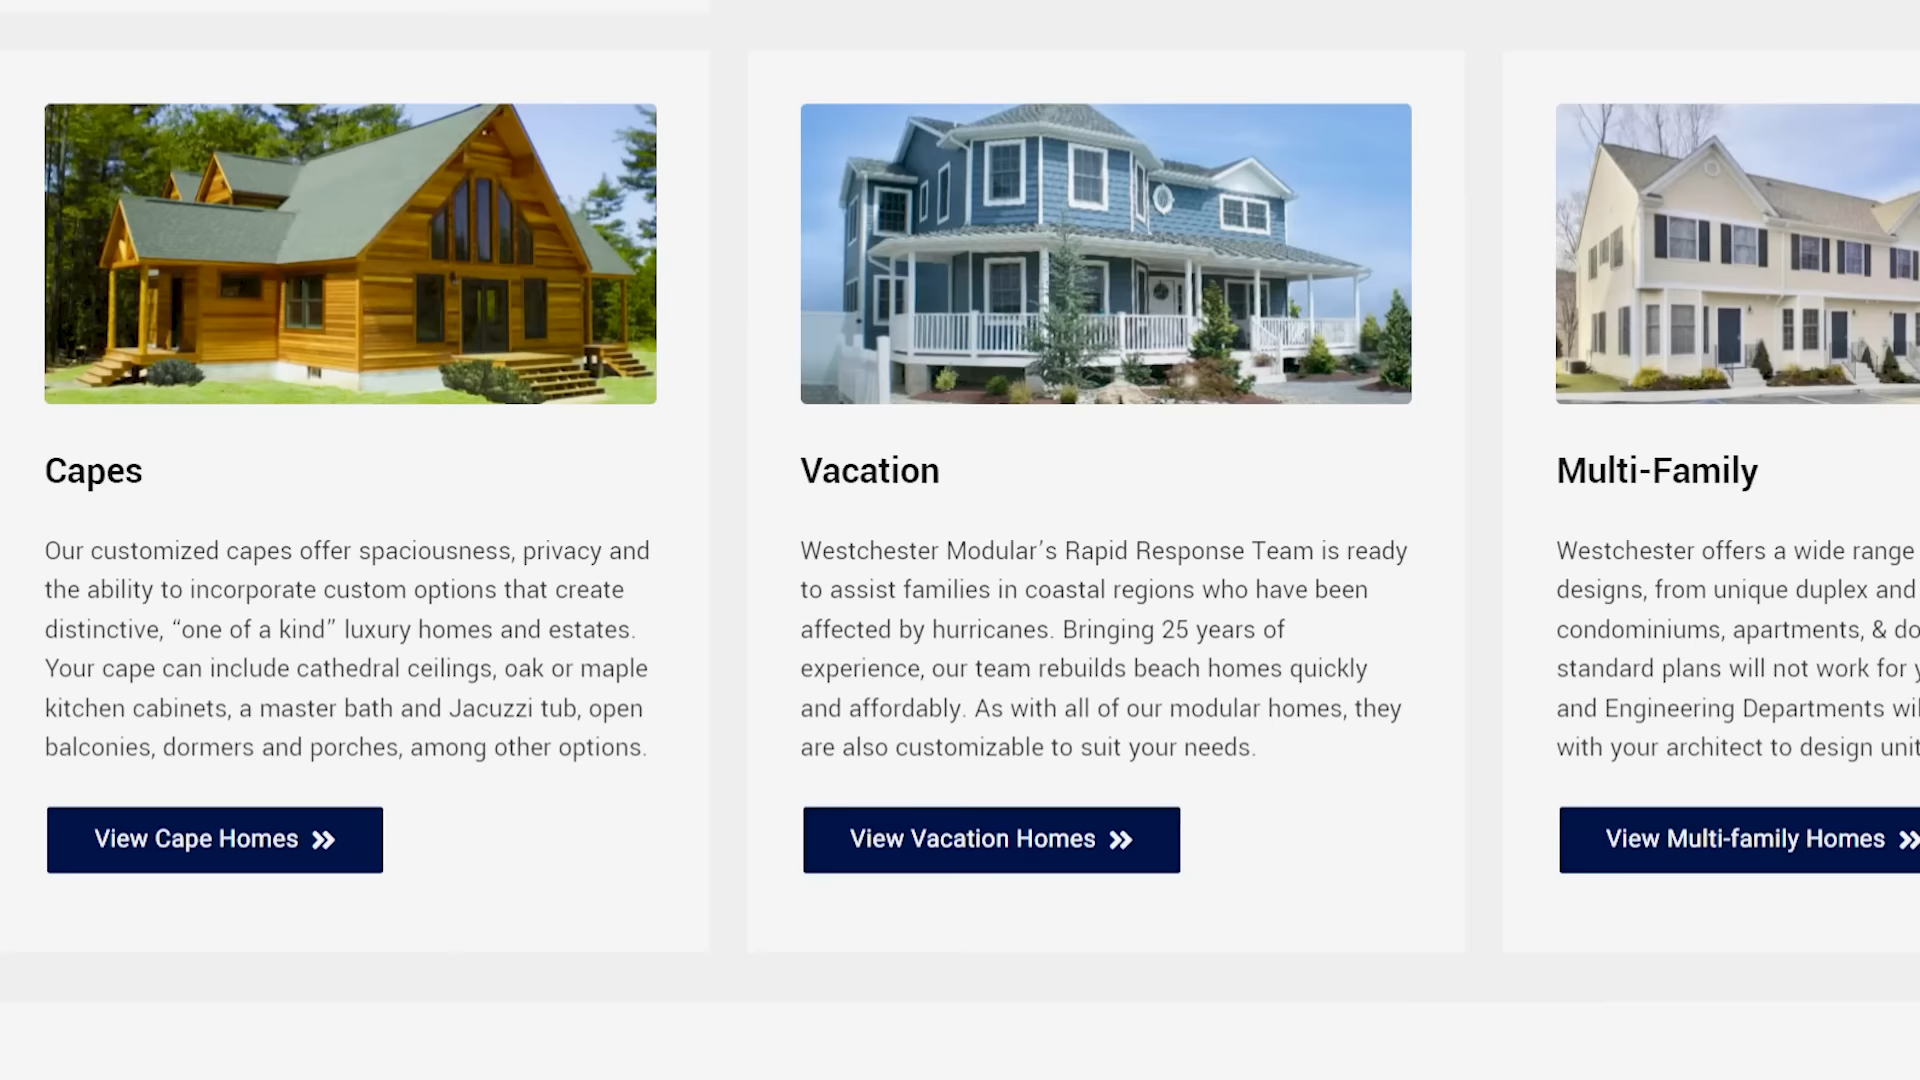 Capes
Our customized capes offer spaciousness, privacy and
the ability to incorporate custom options that create
distinctive, “one of a kind” luxury homes and estates.
Your cape can include cathedral ceilings, oak or maple
kitchen cabinets, a master bath and Jacuzzi tub, open
balconies, dormers and porches, among other options.
View Cape Homes
Vacation
Westchester Modular’s Rapid Response Team is ready
to assist families in coastal regions who have been
affected by hurricanes. Bringing 25 years of
experience, our team rebuilds beach homes quickly
and affordably. As with all of our modular homes, they
are also customizable to suit your needs.
View Vacation Homes
Multi-Family
Westchester offers a wide range
designs, from unique duplex and
condominiums, apartments, &
standard plans will not work for
and Engineering Departments
with your architect to design
View Multi-family Homes